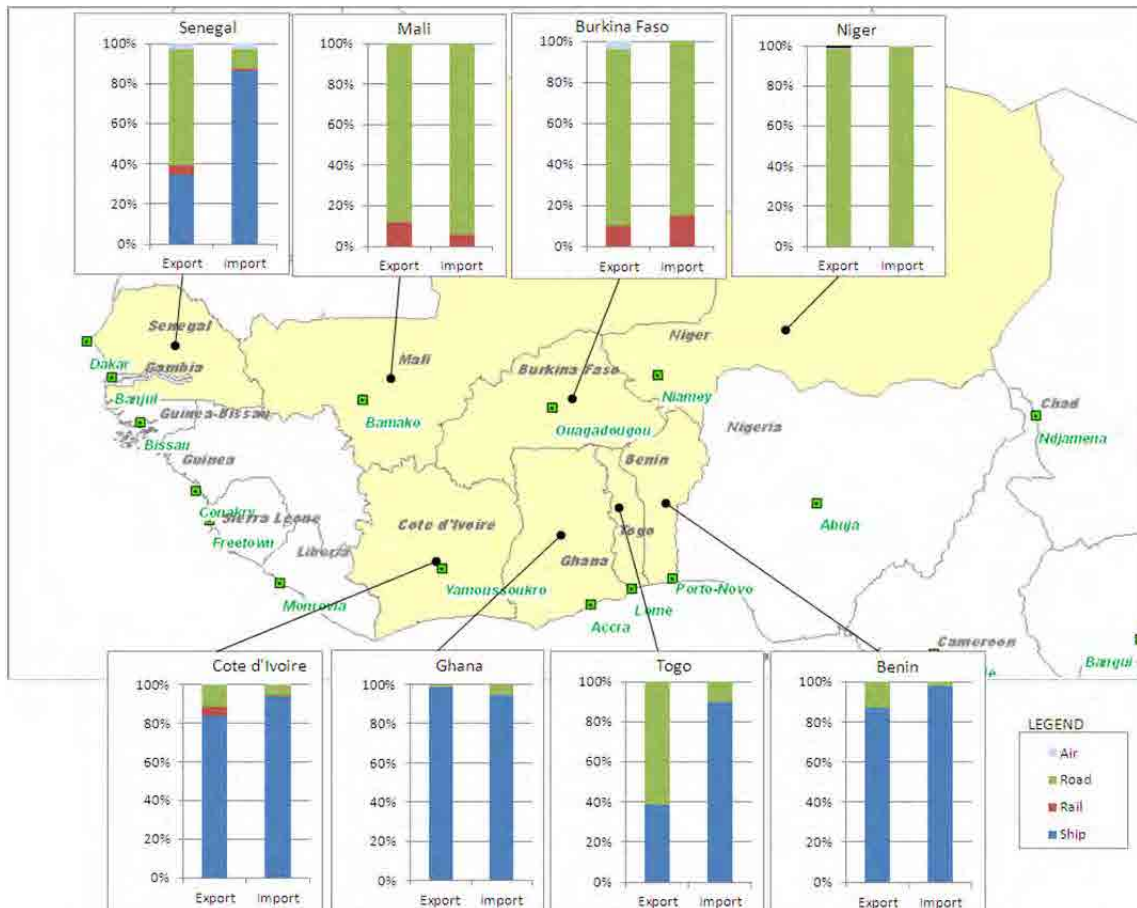 Senegal
100%
80%
60%
40%
20%
0%
Export Import
Mali
100%
80%
60%
40%
20%
0%
Export Import
Burkina Faso
100%
80%
60%
40%
20%
0%
Export Import
Niger
100%
80%
60%
40%
20%
0%
Export Import
Senegal
Dakar
Gambia
Banjul
Guinea-Bissau
Bissau
Guinea
Conakry
Sierra Leone
Freetown
Liberia
Monrovia
Mali
Bamako
Burkina Faso
Ouagadougou
Niger
Niamey
Nigeria
Abuja
Chad
Ndjamena
Benin
Cote d'Ivoire
Yamoussoukro
Ghana
Togo
Accra
Lome
Porto-Novo
Cameroon
Bangui
Cote d'Ivoire
100%
80%
60%
40%
20%
0%
Export Import
Ghana
100%
80%
60%
40%
20%
0%
Export Import
Togo
100%
80%
60%
40%
20%
0%
Export Import
Benin
100%
80%
60%
40%
20%
0%
Export Import
LEGEND
Air
Road
Rail
Ship